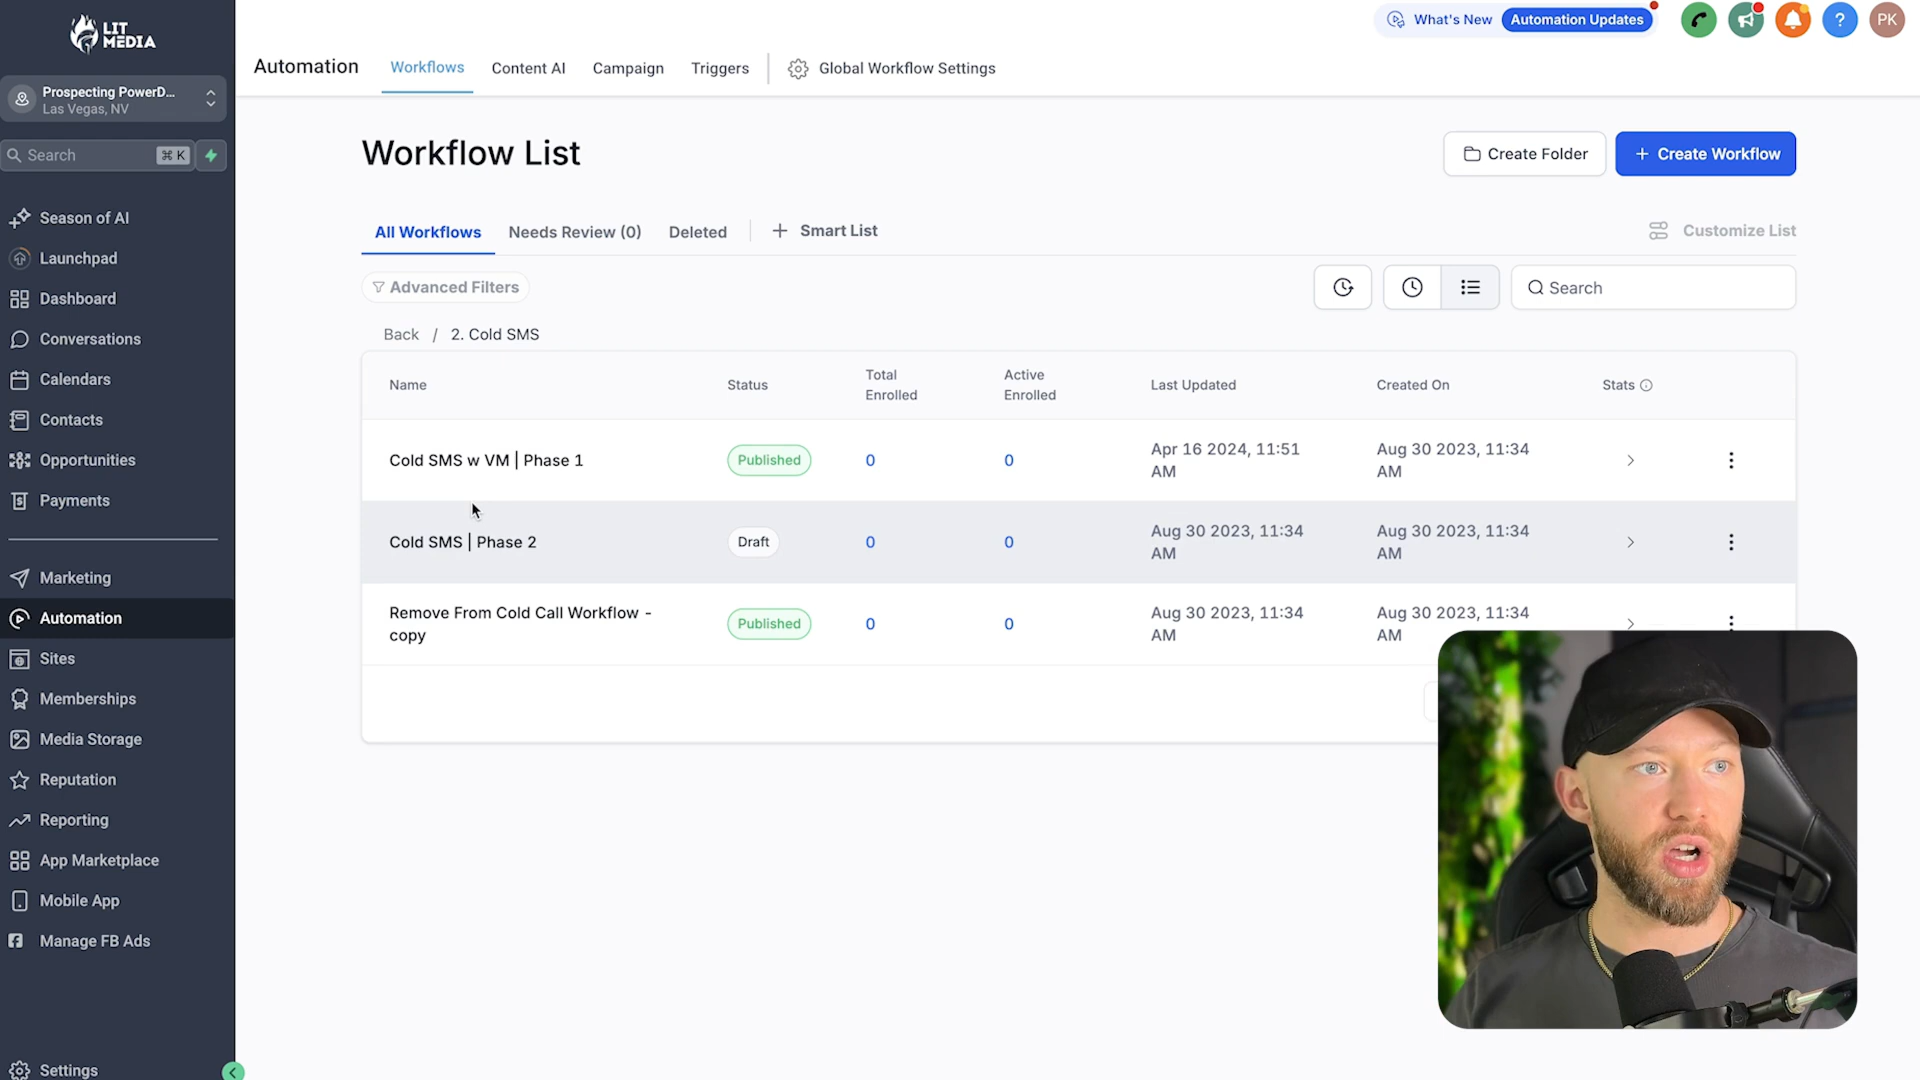 LIT
MEDIA
Prospecting PowerD...
Las Vegas, NV
Search ⌘ K
Season of AI
Launchpad
Dashboard
Conversations
Calendars
Contacts
Opportunities
Payments
Marketing
Automation
Sites
Memberships
Media Storage
Reputation
Reporting
App Marketplace
Mobile App
Manage FB Ads
Settings
What's New Automation Updates
? PK
Automation Workflows Content AI Campaign Triggers Global Workflow Settings
Workflow List
Create Folder + Create Workflow
All Workflows Needs Review (0) Deleted + Smart List Customize List
Advanced Filters Search
Back / 2. Cold SMS
Name Status Total Enrolled Active Enrolled Last Updated Created On Stats
Cold SMS w VM | Phase 1 Published 0 0 Apr 16 2024, 11:51 AM Aug 30 2023, 11:34 AM
Cold SMS | Phase 2 Draft 0 0 Aug 30 2023, 11:34 AM Aug 30 2023, 11:34 AM
Remove From Cold Call Workflow - copy Published 0 0 Aug 30 2023, 11:34 AM Aug 30 2023, 11:34 AM